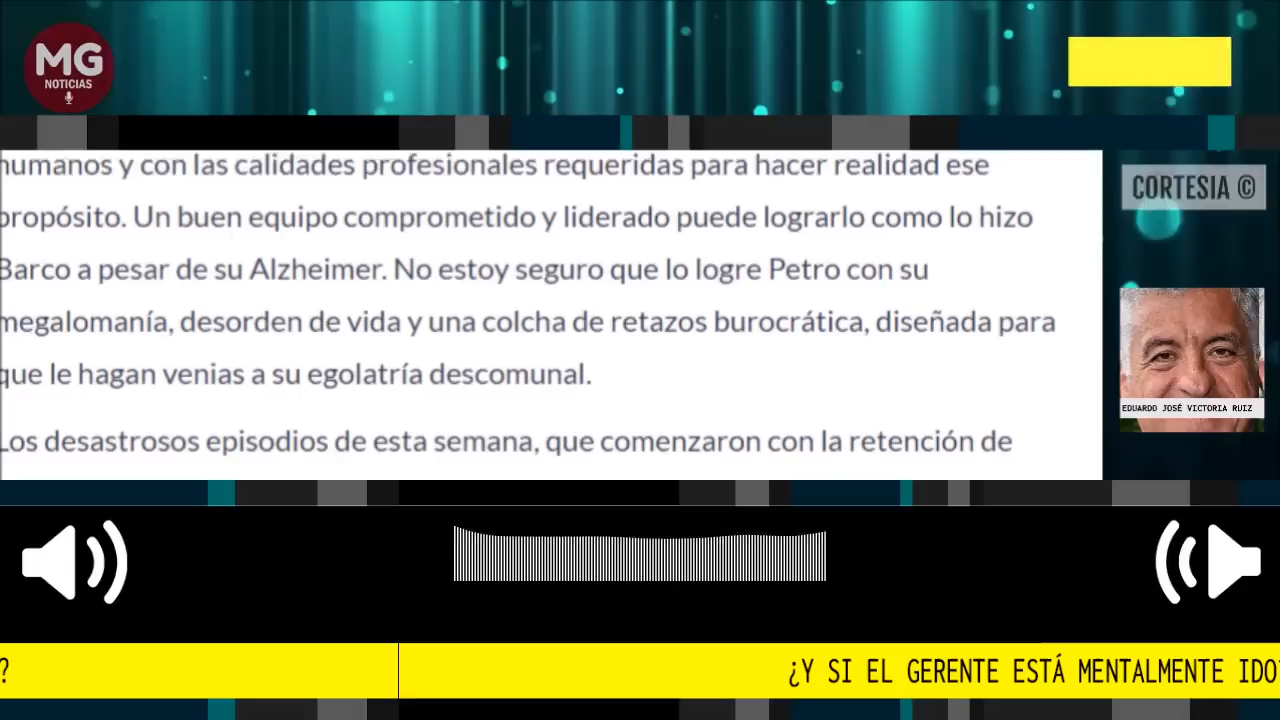 MG
NOTICIAS
humanos y con las calidades profesionales requeridas para hacer realidad ese
propósito. Un buen equipo comprometido y liderado puede lograrlo como lo hizo
Barco a pesar de su Alzheimer. No estoy seguro que lo logre Petro con su
megalomanía, desorden de vida y una colcha de retazos burocrática, diseñada para
que le hagan venias a su egolatría descomunal.
Los desastrosos episodios de esta semana, que comenzaron con la retención de
CORTESIA ©
EDUARDO JOSÉ VICTORIA RUIZ
? ¿Y SI EL GERENTE ESTÁ MENTALMENTE IDO?